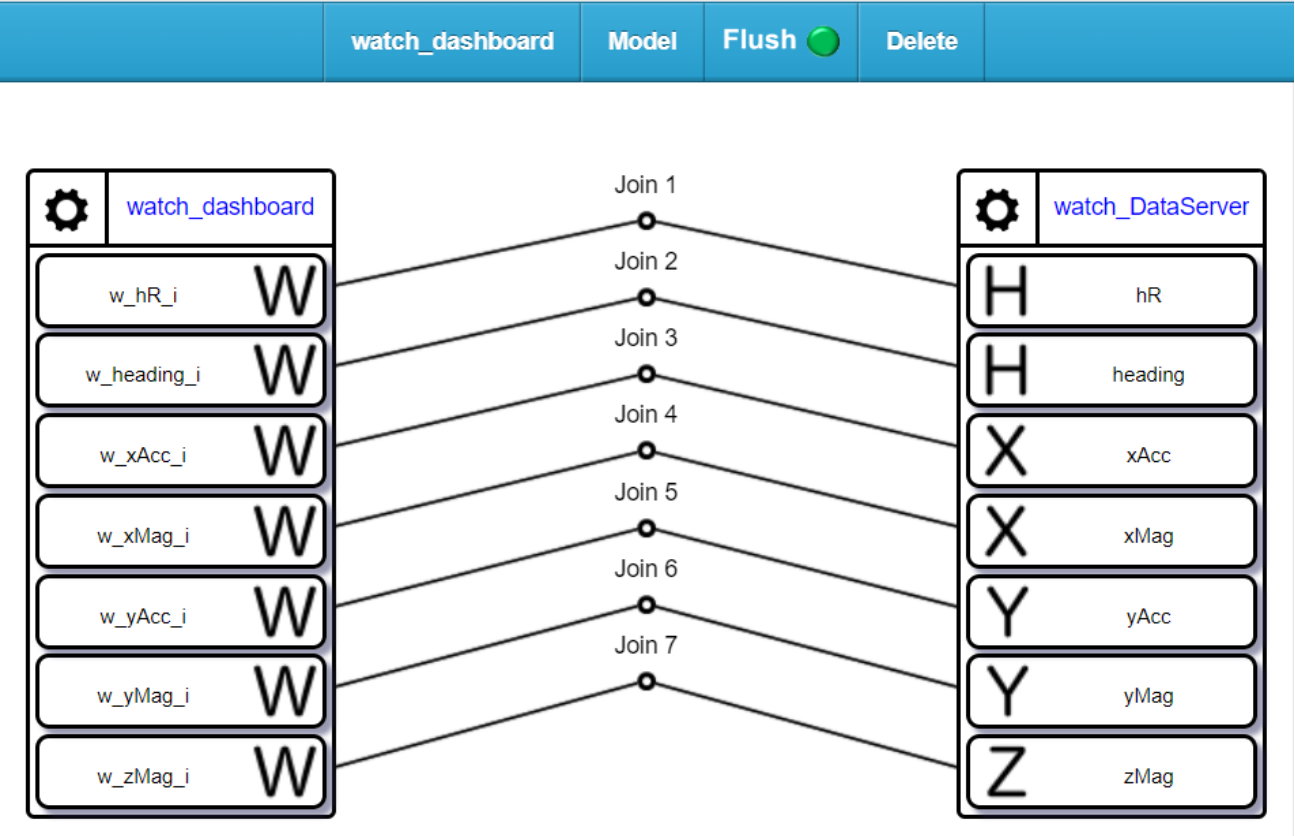 watch_dashboard Model Flush Delete
watch_dashboard
w_hR_i W
w_heading_i W
w_xAcc_i W
w_xMag_i W
w_yAcc_i W
w_yMag_i W
w_zMag_i W
Join 1
Join 2
Join 3
Join 4
Join 5
Join 6
Join 7
watch_DataServer
H hR
H heading
X xAcc
X xMag
Y yAcc
Y yMag
Z zMag